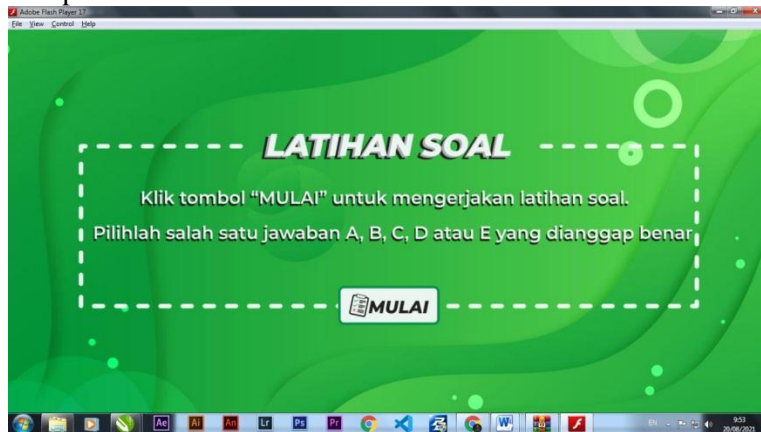 Adobe Flash Player 17
File View Control Help
LATIHAN SOAL
Klik tombol "MULAI" untuk mengerjakan latihan soal.
Pilihlah salah satu jawaban A, B, C, D atau E yang dianggap benar
MULAI
Ae Ai An Lr Ps Pr W EN 9:53
20/08/2021